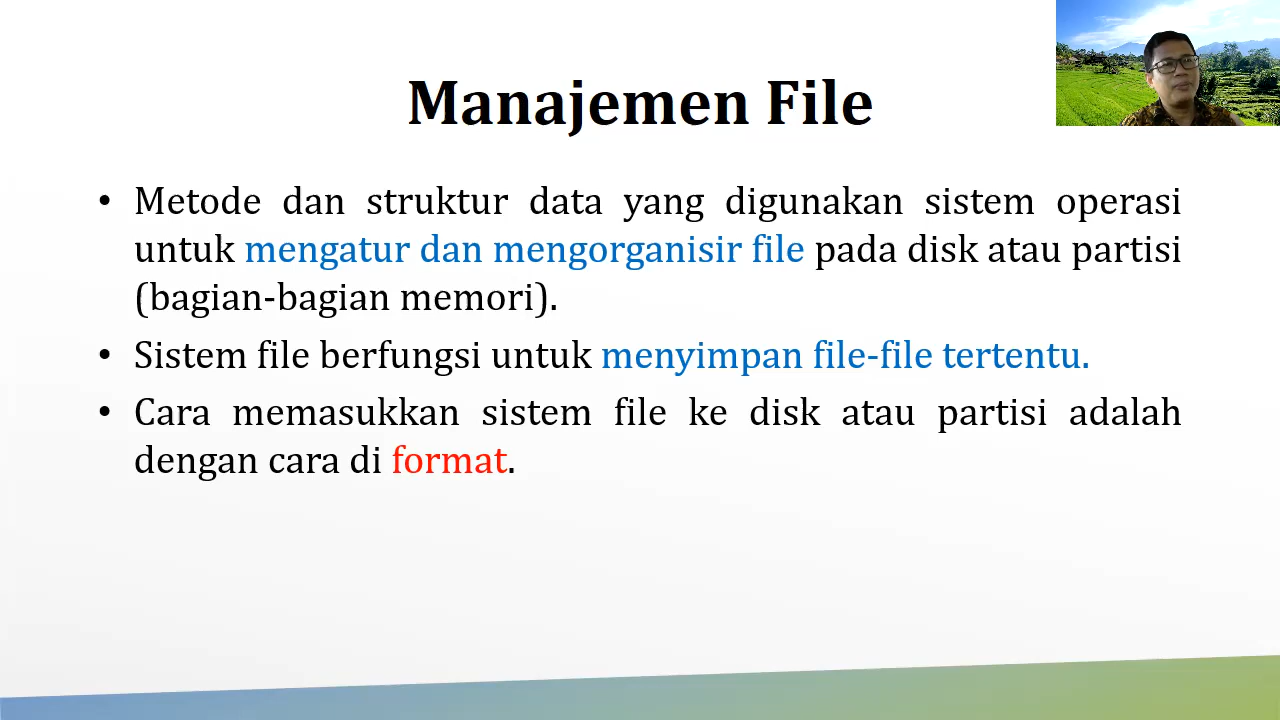 Manajemen File
• Metode dan struktur data yang digunakan sistem operasi
untuk mengatur dan mengorganisir file pada disk atau partisi
(bagian-bagian memori).
• Sistem file berfungsi untuk menyimpan file-file tertentu.
• Cara memasukkan sistem file ke disk atau partisi adalah
dengan cara di format.